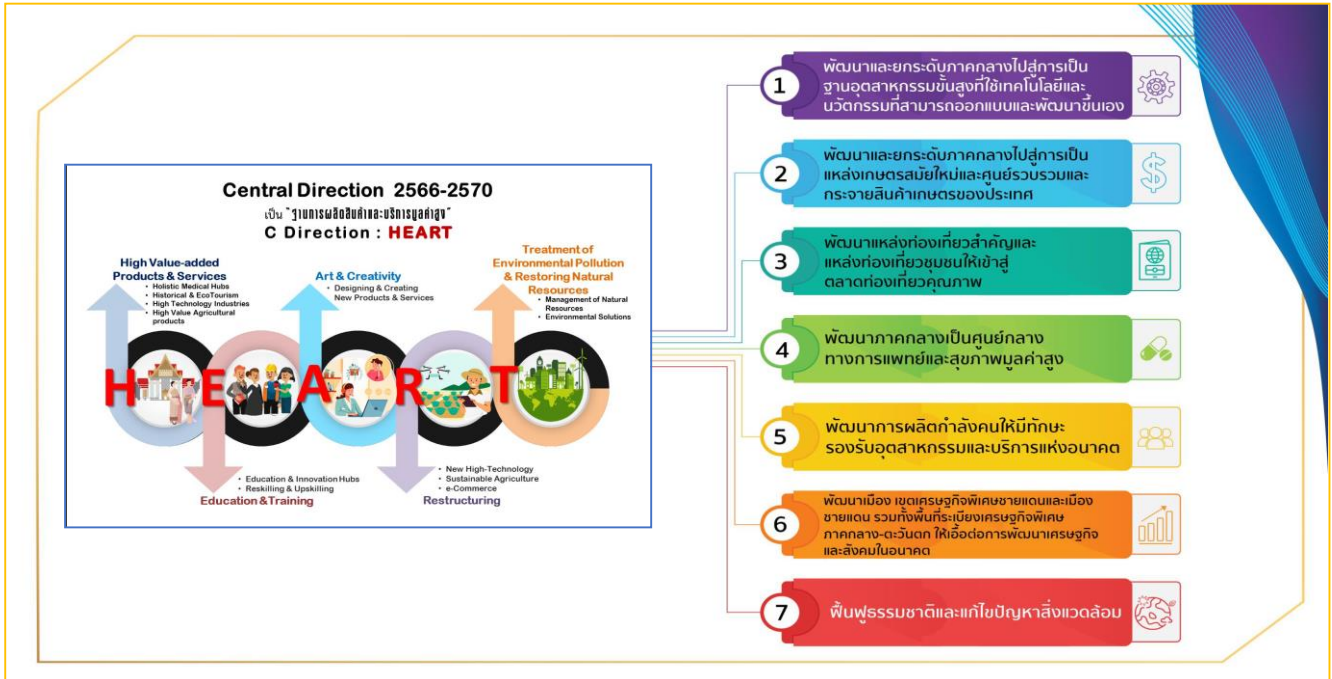 Central Direction 2566-2570
เป็น "ฐานการผลิตสินค้าและบริการมูลค่าสูง"
C Direction : HEART
High Value-added
Products & Services
• Holistic Medical Hubs
• Historical & EcoTourism
• High Technology Industries
• High Value Agricultural
products
Art & Creativity
• Designing & Creating
New Products & Services
Treatment of
Environmental Pollution
& Restoring Natural
Resources
• Management of Natural
Resources
• Environmental Solutions
H E A R T
• Education & Innovation Hubs
• Reskilling & Upskilling
Education & Training
• New High-Technology
• Sustainable Agriculture
• e-Commerce
Restructuring
1
พัฒนาและยกระดับภาคกลางไปสู่การเป็น
ฐานอุตสาหกรรมขั้นสูงที่ใช้เทคโนโลยีและ
นวัตกรรมที่สามารถออกแบบและพัฒนาขึ้นเอง
2
พัฒนาและยกระดับภาคกลางไปสู่การเป็น
แหล่งเกษตรสมัยใหม่และศูนย์รวบรวมและ
กระจายสินค้าเกษตรของประเทศ
$
3
พัฒนาแหล่งท่องเที่ยวสำคัญและ
แหล่งท่องเที่ยวชุมชนให้เข้าสู่
ตลาดท่องเที่ยวคุณภาพ
4
พัฒนาภาคกลางเป็นศูนย์กลาง
ทางการแพทย์และสุขภาพมูลค่าสูง
5
พัฒนาการผลิตกำลังคนให้มีทักษะ
รองรับอุตสาหกรรมและบริการแห่งอนาคต
6
พัฒนาเมือง เขตเศรษฐกิจพิเศษชายแดนและเมือง
ชายแดน รวมทั้งพื้นที่ระเบียงเศรษฐกิจพิเศษ
ภาคกลาง-ตะวันตก ให้เอื้อต่อการพัฒนาเศรษฐกิจ
และสังคมในอนาคต
7
ฟื้นฟูธรรมชาติและแก้ไขปัญหาสิ่งแวดล้อม